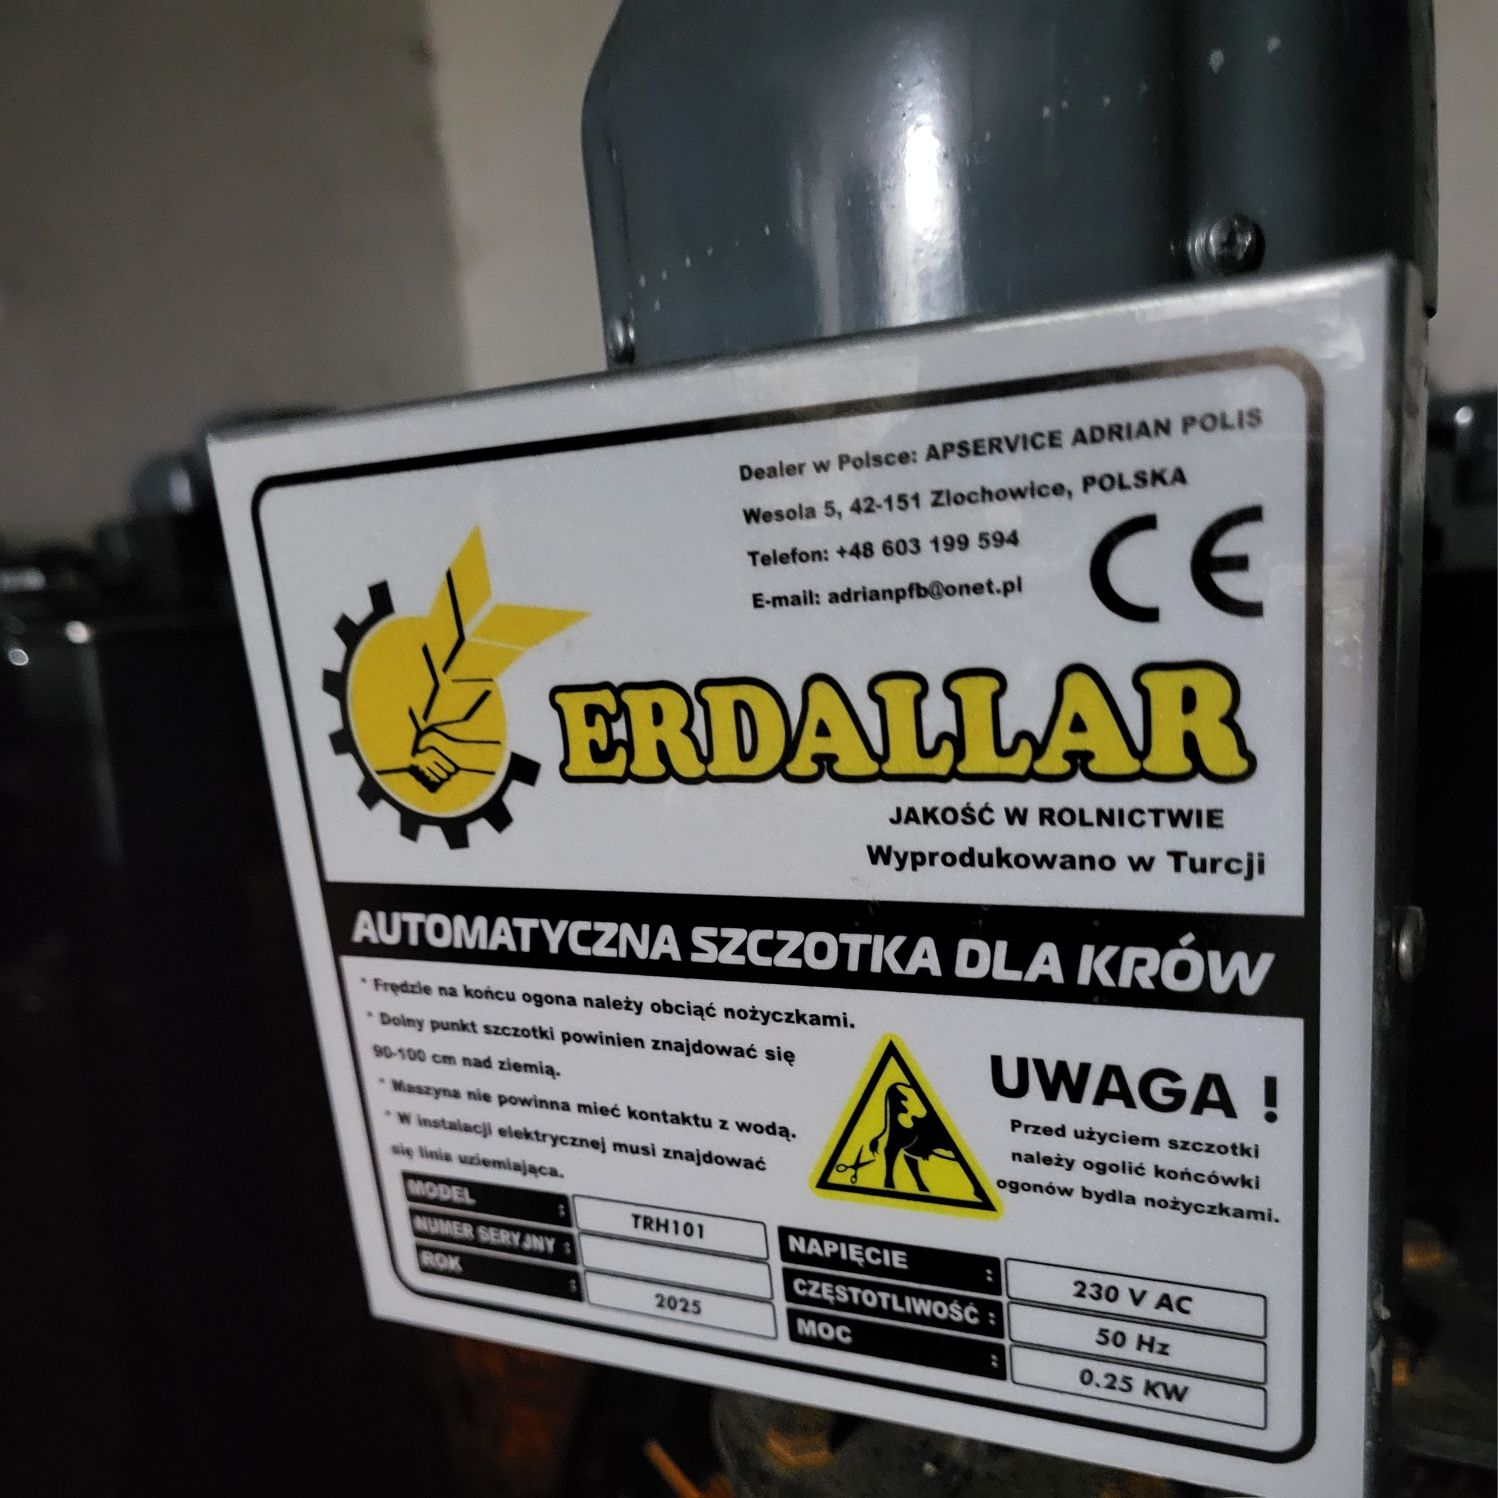 Dealer w Polsce: APSERVICE ADRIAN POLIS
Wesola 5, 42-151 Zlochowice, POLSKA
Telefon: +48 603 199 594
E-mail: adrianpfb@onet.pl
CE
ERDALLAR
JAKOŚĆ W ROLNICTWIE
Wyprodukowano w Turcji
AUTOMATYCZNA SZCZOTKA DLA KRÓW
* Frędzle na końcu ogona należy obciąć nożyczkami.
* Dolny punkt szczotki powinien znajdować się
90-100 cm nad ziemią.
* Maszyna nie powinna mieć kontaktu z wodą.
* W instalacji elektrycznej musi znajdować
się linia uziemiająca.
UWAGA !
Przed użyciem szczotki
należy ogolić końcówki
ogonów bydla nożyczkami.
MODEL : TRH101
NUMER SERYJNY :
ROK : 2025
NAPIĘCIE : 230 V AC
CZĘSTOTLIWOŚĆ : 50 Hz
MOC : 0.25 KW